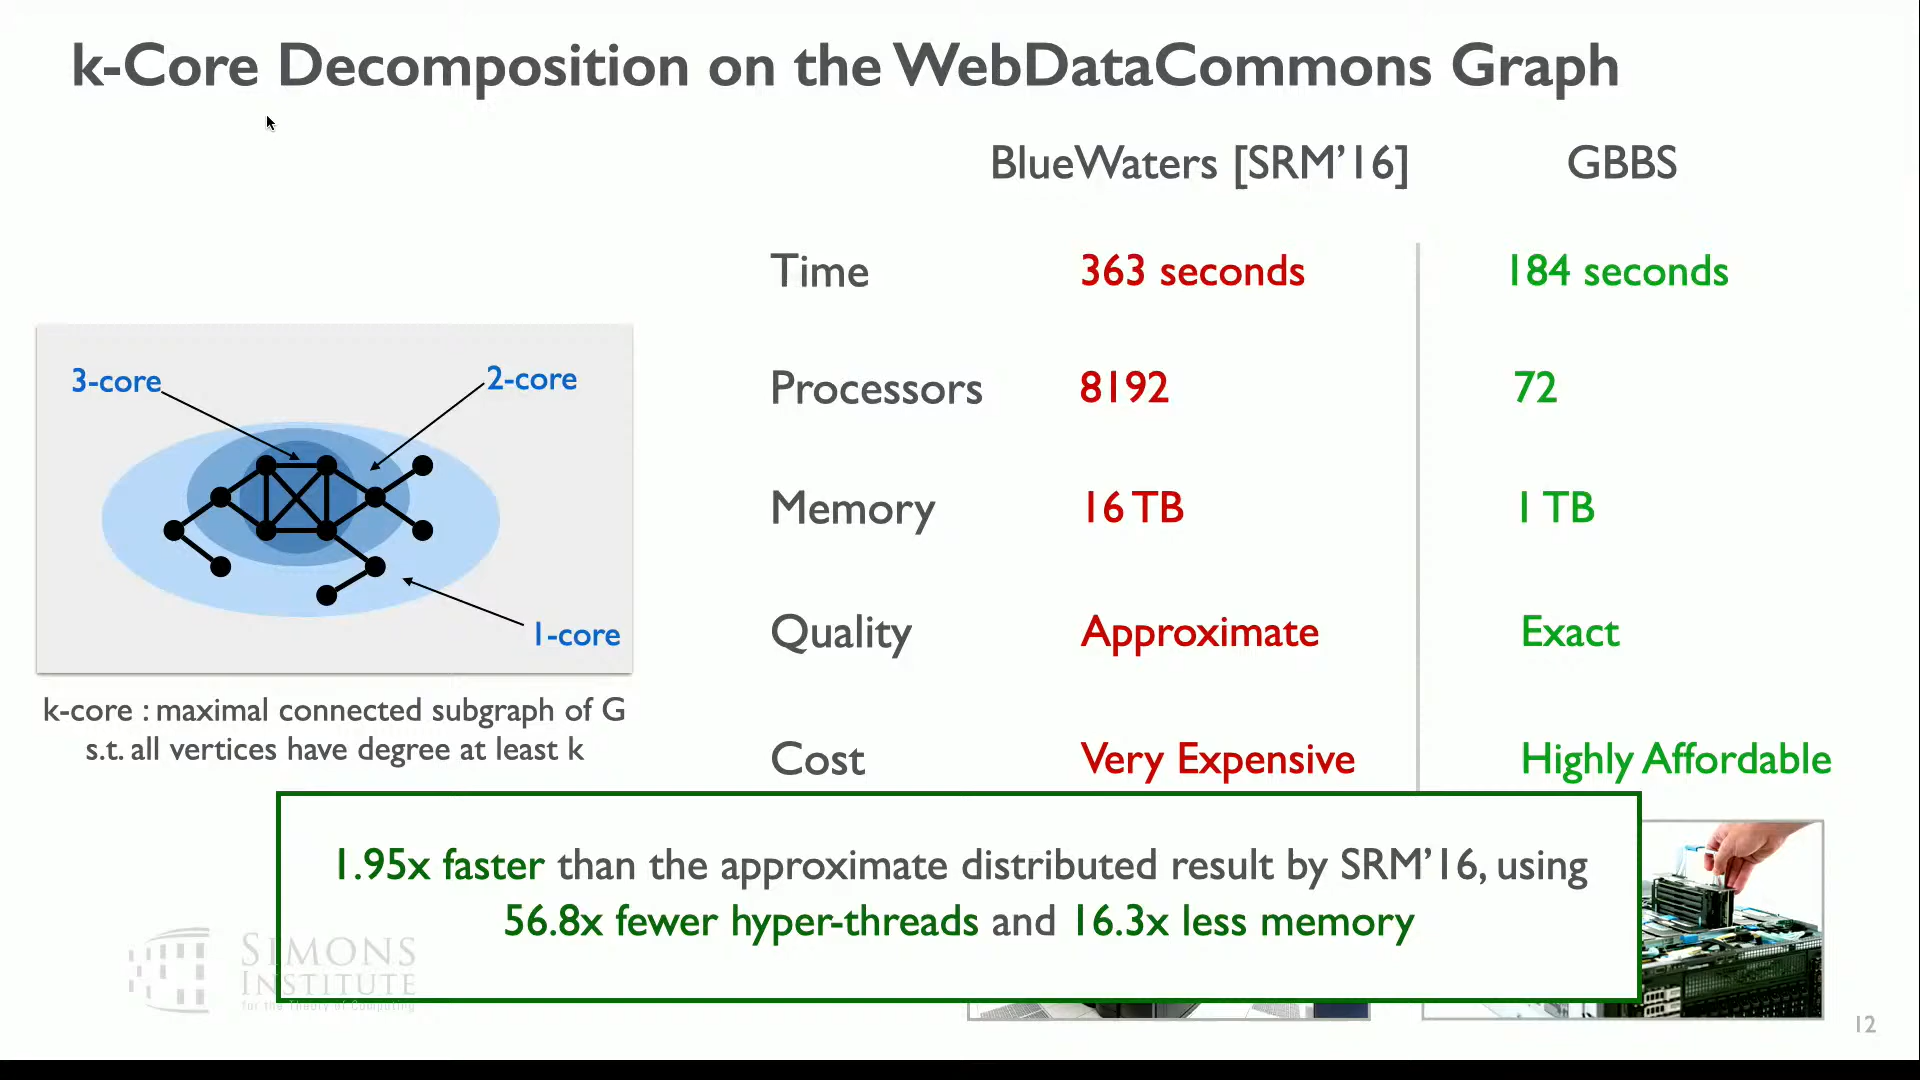 k-Core Decomposition on the WebDataCommons Graph
BlueWaters [SRM’16] GBBS
Time 363 seconds 184 seconds
Processors 8192 72
Memory 16 TB 1 TB
Quality Approximate Exact
Cost Very Expensive Highly Affordable
3-core 2-core
1-core
k-core : maximal connected subgraph of G
s.t. all vertices have degree at least k
1.95x faster than the approximate distributed result by SRM’16, using
56.8x fewer hyper-threads and 16.3x less memory
SIMONS
INSTITUTE
for the Theory of Computing
12